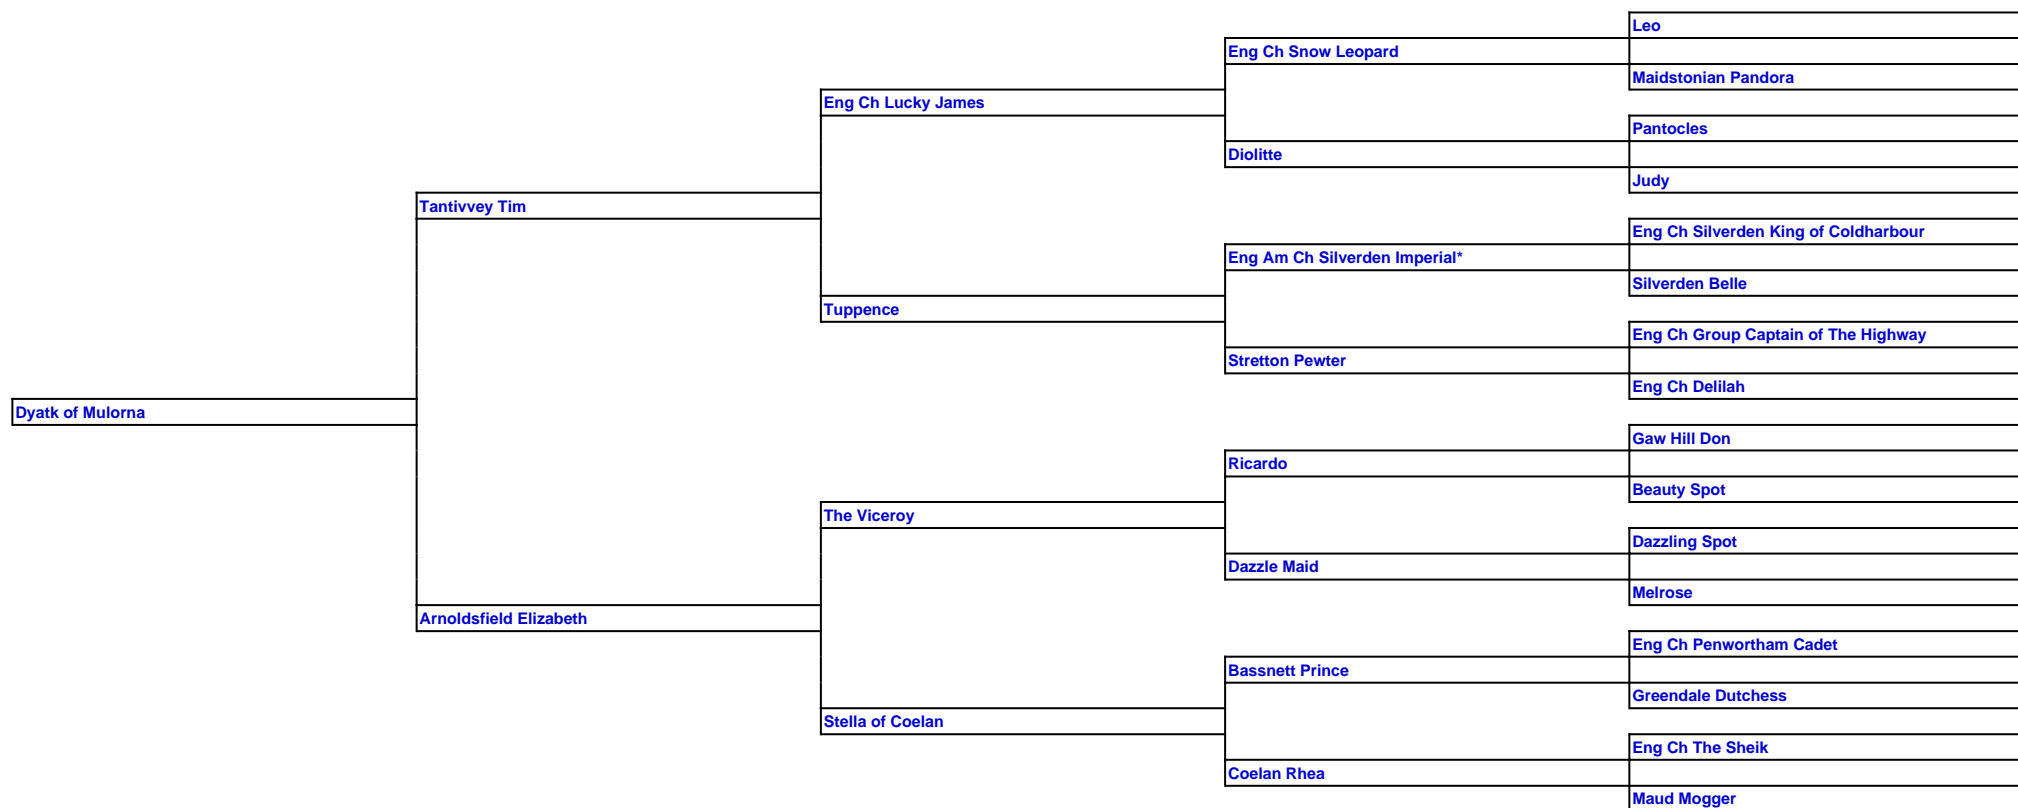 Leo
Eng Ch Snow Leopard
Maidstonian Pandora
Eng Ch Lucky James
Pantocles
Diolitte
Judy
Tantivvey Tim
Eng Ch Silverden King of Coldharbour
Eng Am Ch Silverden Imperial*
Silverden Belle
Tuppence
Eng Ch Group Captain of The Highway
Stretton Pewter
Eng Ch Delilah
Dyatk of Mulorna
Gaw Hill Don
Ricardo
Beauty Spot
The Viceroy
Dazzling Spot
Dazzle Maid
Melrose
Arnoldsfield Elizabeth
Eng Ch Penwortham Cadet
Bassnett Prince
Greendale Dutchess
Stella of Coelan
Eng Ch The Sheik
Coelan Rhea
Maud Mogger